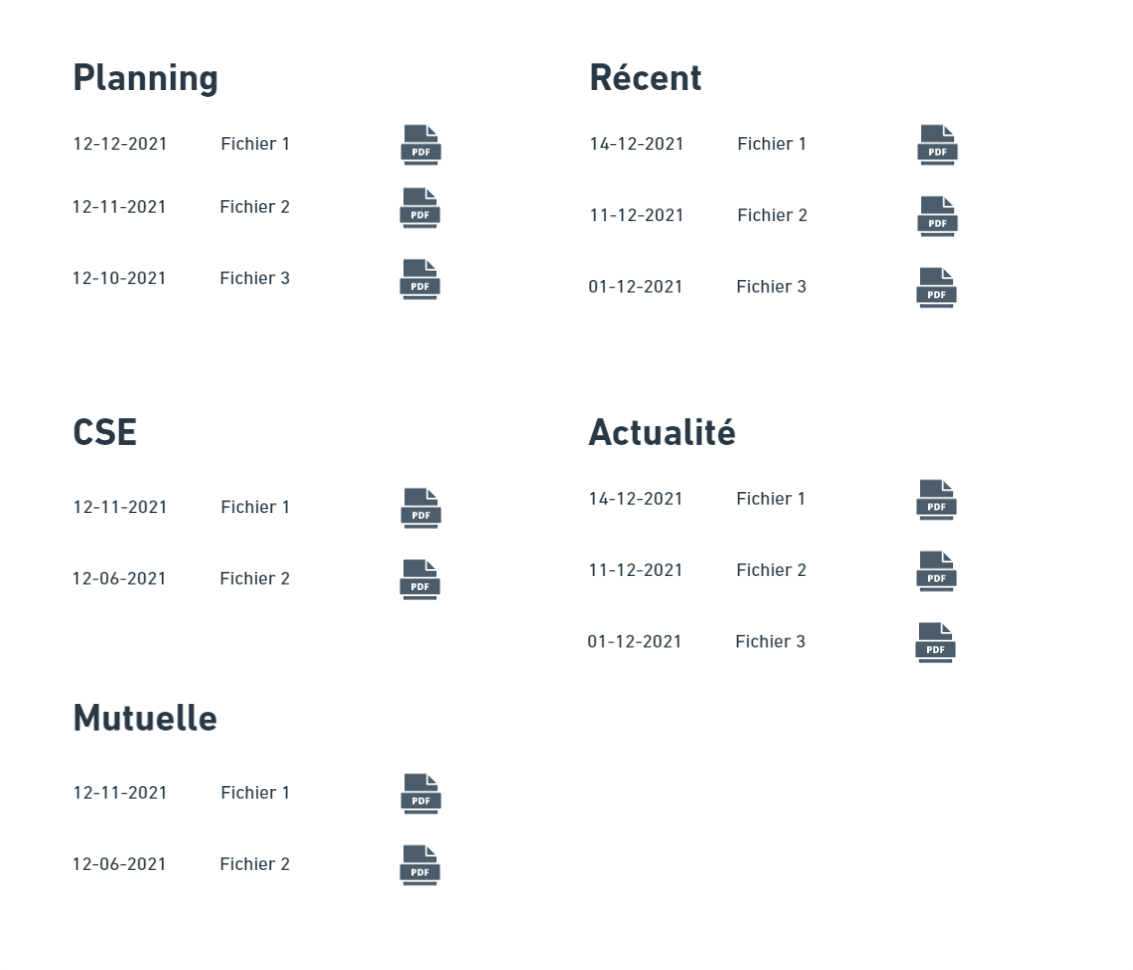 Planning
12-12-2021 Fichier 1 PDF
12-11-2021 Fichier 2 PDF
12-10-2021 Fichier 3 PDF
Récent
14-12-2021 Fichier 1 PDF
11-12-2021 Fichier 2 PDF
01-12-2021 Fichier 3 PDF
CSE
12-11-2021 Fichier 1 PDF
12-06-2021 Fichier 2 PDF
Actualité
14-12-2021 Fichier 1 PDF
11-12-2021 Fichier 2 PDF
01-12-2021 Fichier 3 PDF
Mutuelle
12-11-2021 Fichier 1 PDF
12-06-2021 Fichier 2 PDF